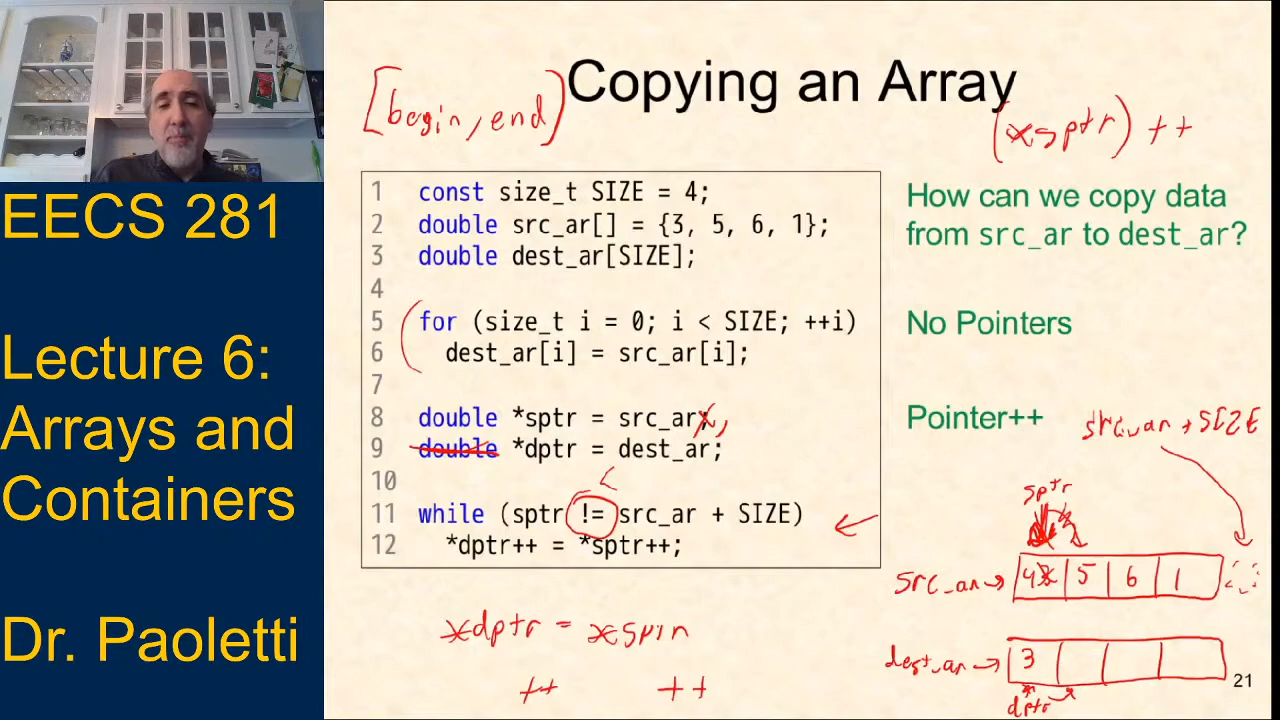 EECS 281
Lecture 6:
Arrays and
Containers
Dr. Paoletti
Copying an Array
[begin, end)
(*sptr)++
1 const size_t SIZE = 4;
2 double src_ar[] = {3, 5, 6, 1};
3 double dest_ar[SIZE];
4
5 for (size_t i = 0; i < SIZE; ++i)
6 dest_ar[i] = src_ar[i];
7
8 double *sptr = src_ar;,
9 double *dptr = dest_ar;
10
<
11 while (sptr != src_ar + SIZE)
12 *dptr++ = *sptr++;
How can we copy data
from src_ar to dest_ar?
No Pointers
Pointer++
src_ar + SIZE
sptr
src_ar → 4 3 5 6 1
dest_ar → 3
dptr
*dptr = *sptr
++ ++
21